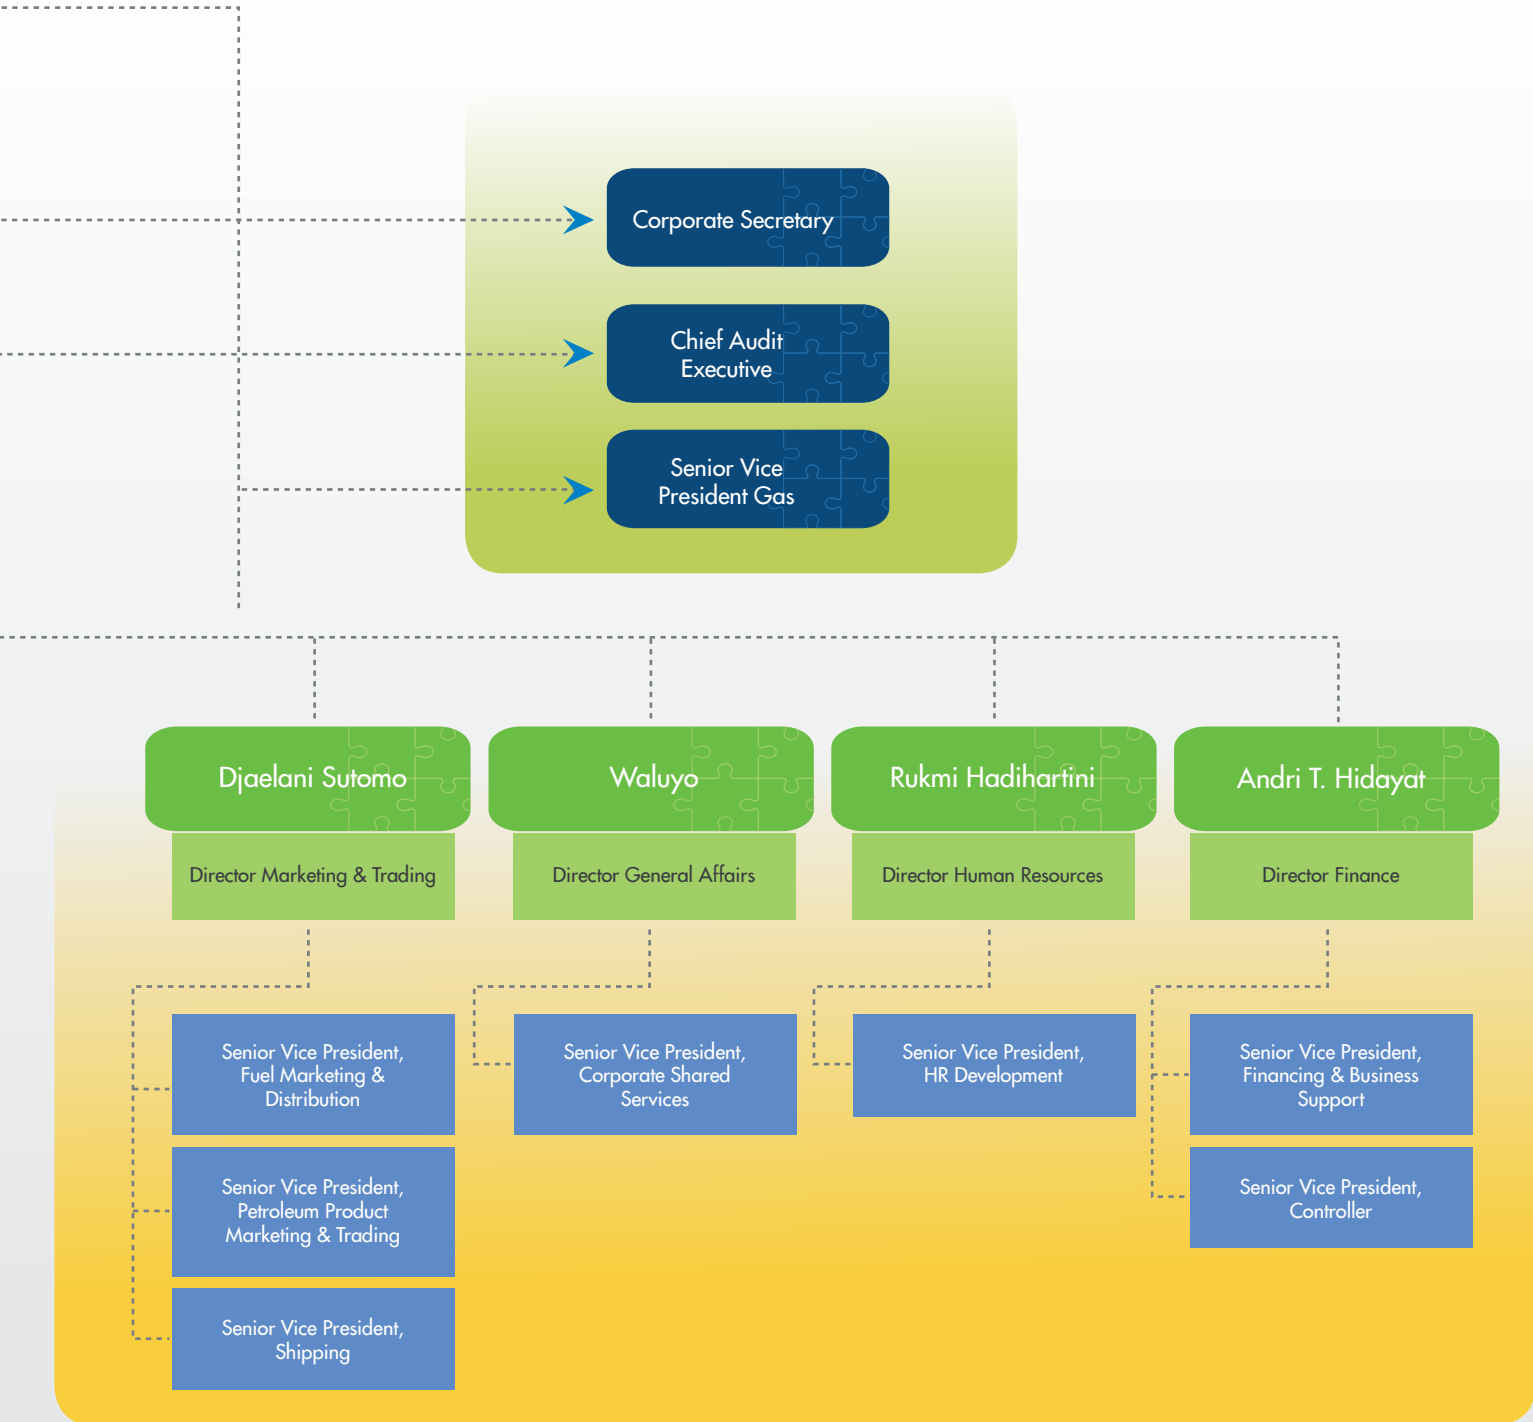 Corporate Secretary
Chief Audit
Executive
Senior Vice
President Gas
Djaelani Sutomo
Director Marketing & Trading
Senior Vice President,
Fuel Marketing &
Distribution
Senior Vice President,
Petroleum Product
Marketing & Trading
Senior Vice President,
Shipping
Waluyo
Director General Affairs
Senior Vice President,
Corporate Shared
Services
Rukmi Hadihartini
Director Human Resources
Senior Vice President,
HR Development
Andri T. Hidayat
Director Finance
Senior Vice President,
Financing & Business
Support
Senior Vice President,
Controller